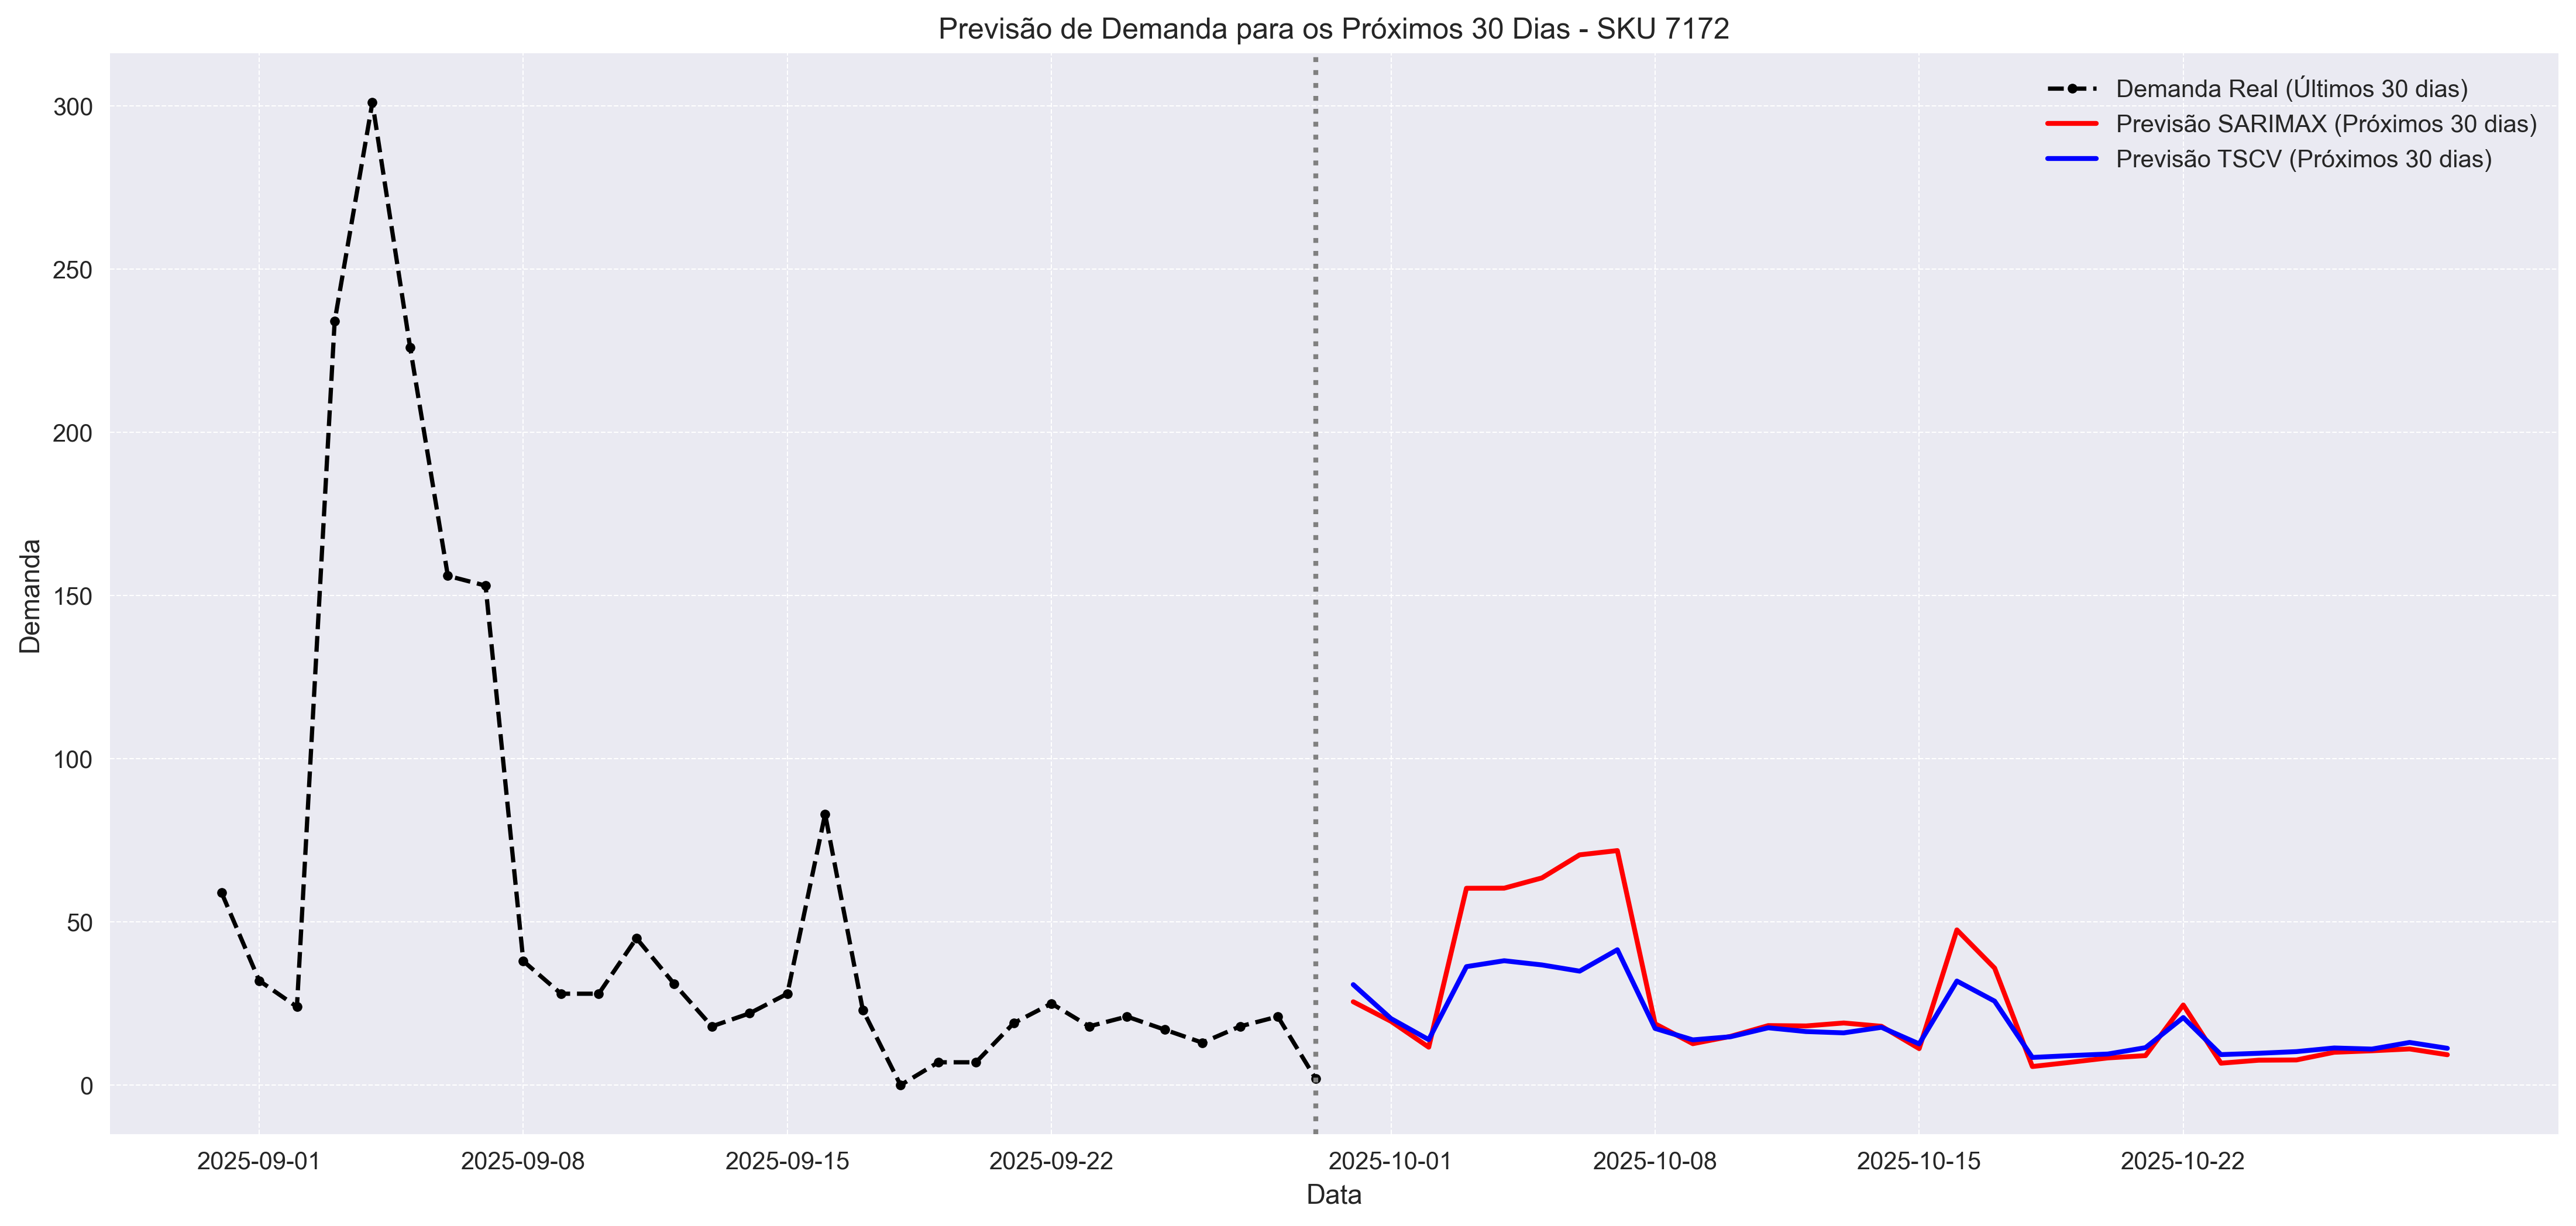 Previsão de Demanda para os Próximos 30 Dias - SKU 7172
Demanda Real (Últimos 30 dias)
Previsão SARIMAX (Próximos 30 dias)
Previsão TSCV (Próximos 30 dias)
300
250
200
150
100
50
0
Demanda
2025-09-01
2025-09-08
2025-09-15
2025-09-22
2025-10-01
2025-10-08
2025-10-15
2025-10-22
Data